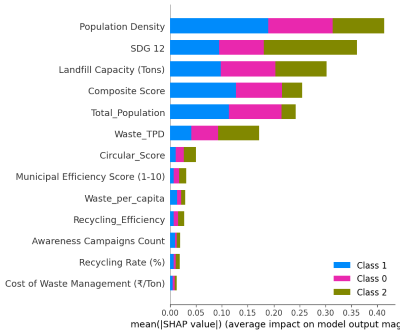 Population Density
SDG 12
Landfill Capacity (Tons)
Composite Score
Total_Population
Waste_TPD
Circular_Score
Municipal Efficiency Score (1-10)
Waste_per_capita
Recycling_Efficiency
Awareness Campaigns Count
Recycling Rate (%)
Cost of Waste Management (₹/Ton)
Class 1
Class 0
Class 2
0.00 0.05 0.10 0.15 0.20 0.25 0.30 0.35 0.40
mean(|SHAP value|) (average impact on model output mag